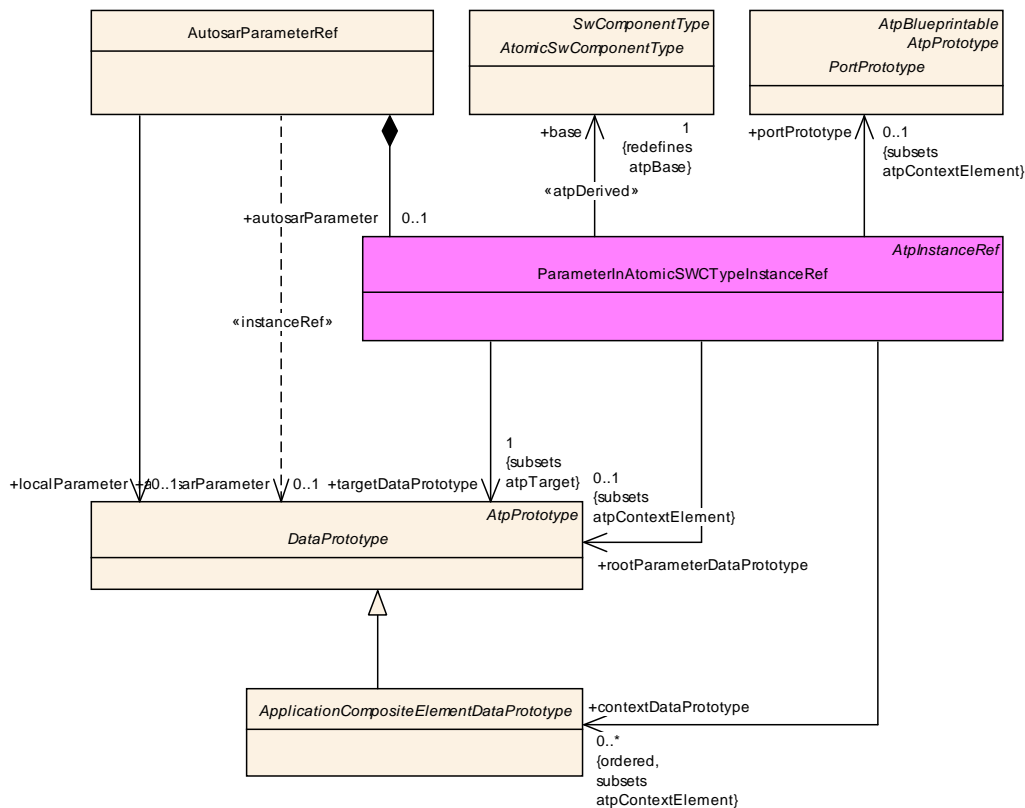 AutosarParameterRef
SwComponentType
AtomicSwComponentType
AtpBlueprintable
AtpPrototype
PortPrototype
+base
1
{redefines
atpBase}
«atpDerived»
+portPrototype
0..1
{subsets
atpContextElement}
+autosarParameter
0..1
AtpInstanceRef
ParameterInAtomicSWCTypeInstanceRef
«instanceRef»
+localParameter
0..1
sarParameter
0..1
+targetDataPrototype
1
{subsets
atpTarget}
0..1
{subsets
atpContextElement}
+rootParameterDataPrototype
AtpPrototype
DataPrototype
ApplicationCompositeElementDataPrototype
+contextDataPrototype
0..*
{ordered,
subsets
atpContextElement}